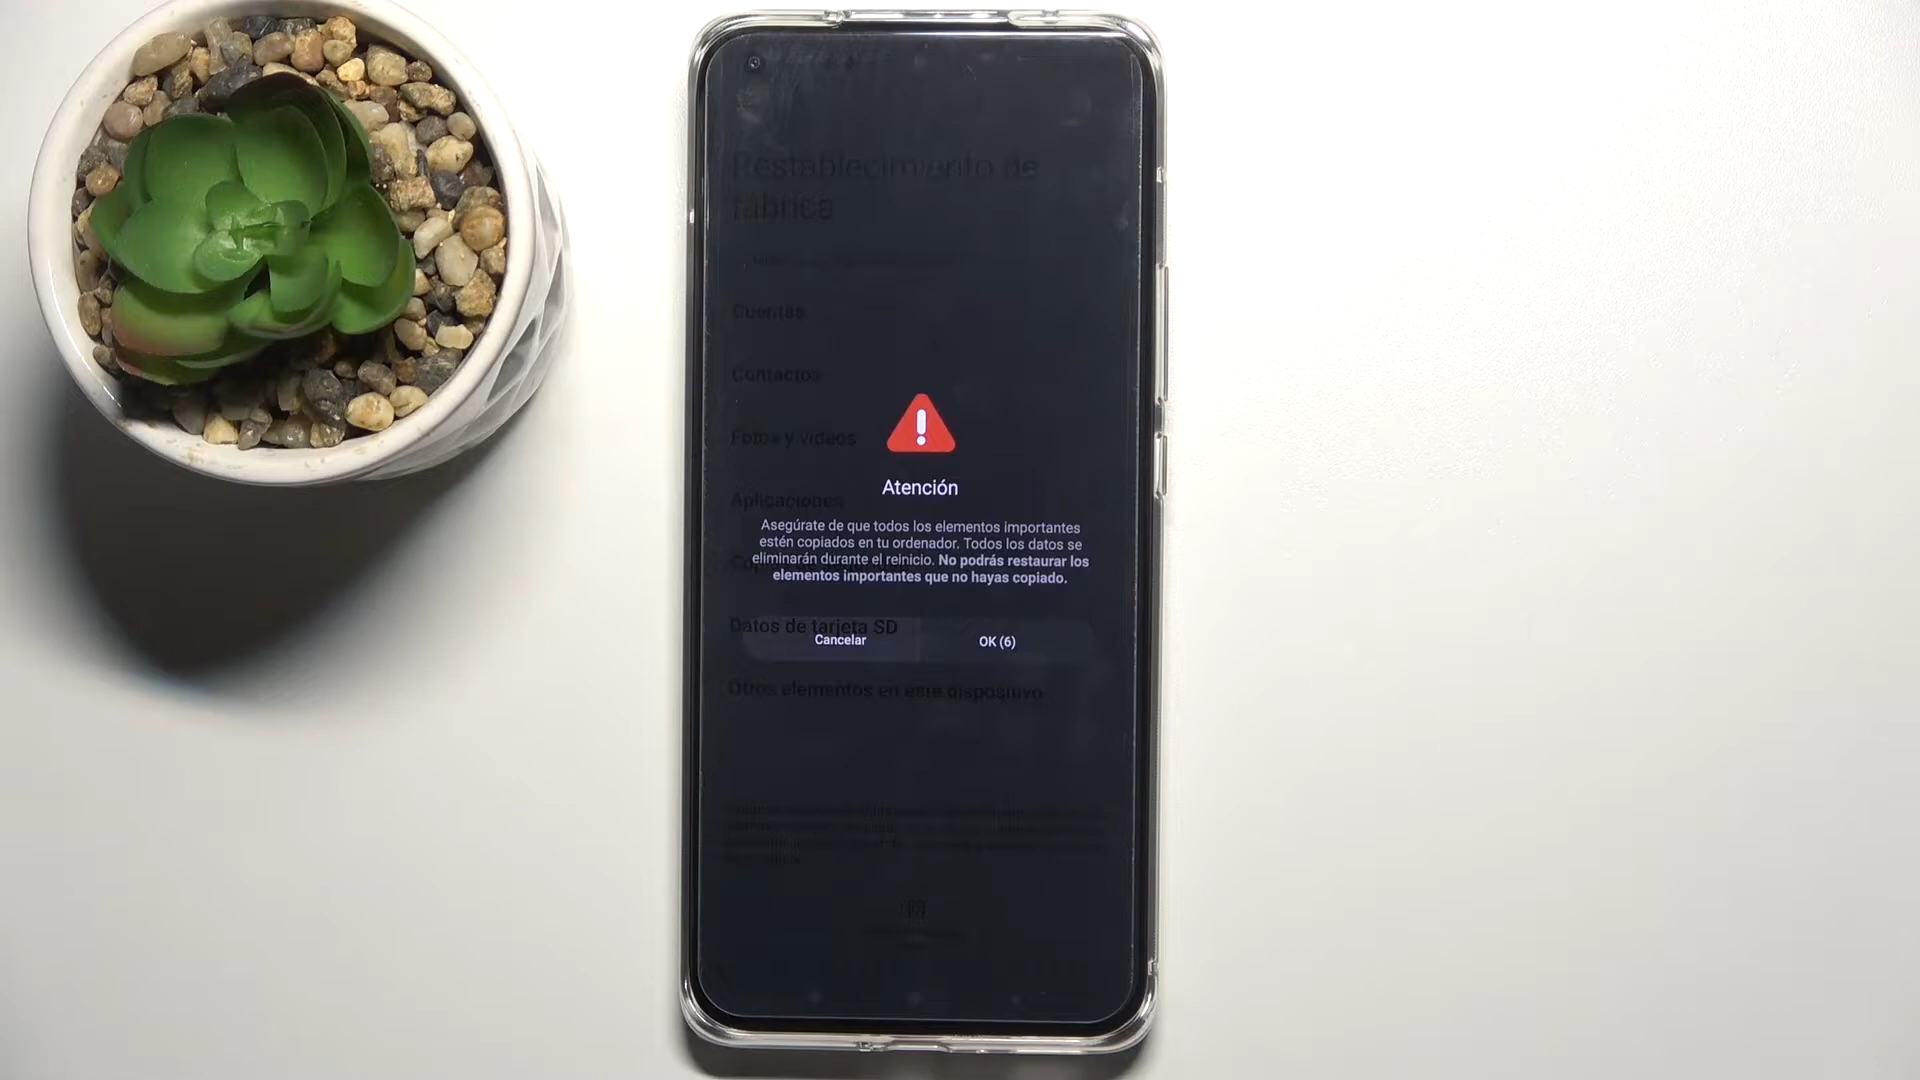 Restablecimiento de
fábrica
Cuentas
Contactos
Fotos y vídeos
Aplicaciones
Atención
Asegúrate de que todos los elementos importantes
estén copiados en tu ordenador. Todos los datos se
eliminarán durante el reinicio. No podrás restaurar los
elementos importantes que no hayas copiado.
Datos de tarjeta SD
Cancelar
OK (6)
Otros elementos en este dispositivo